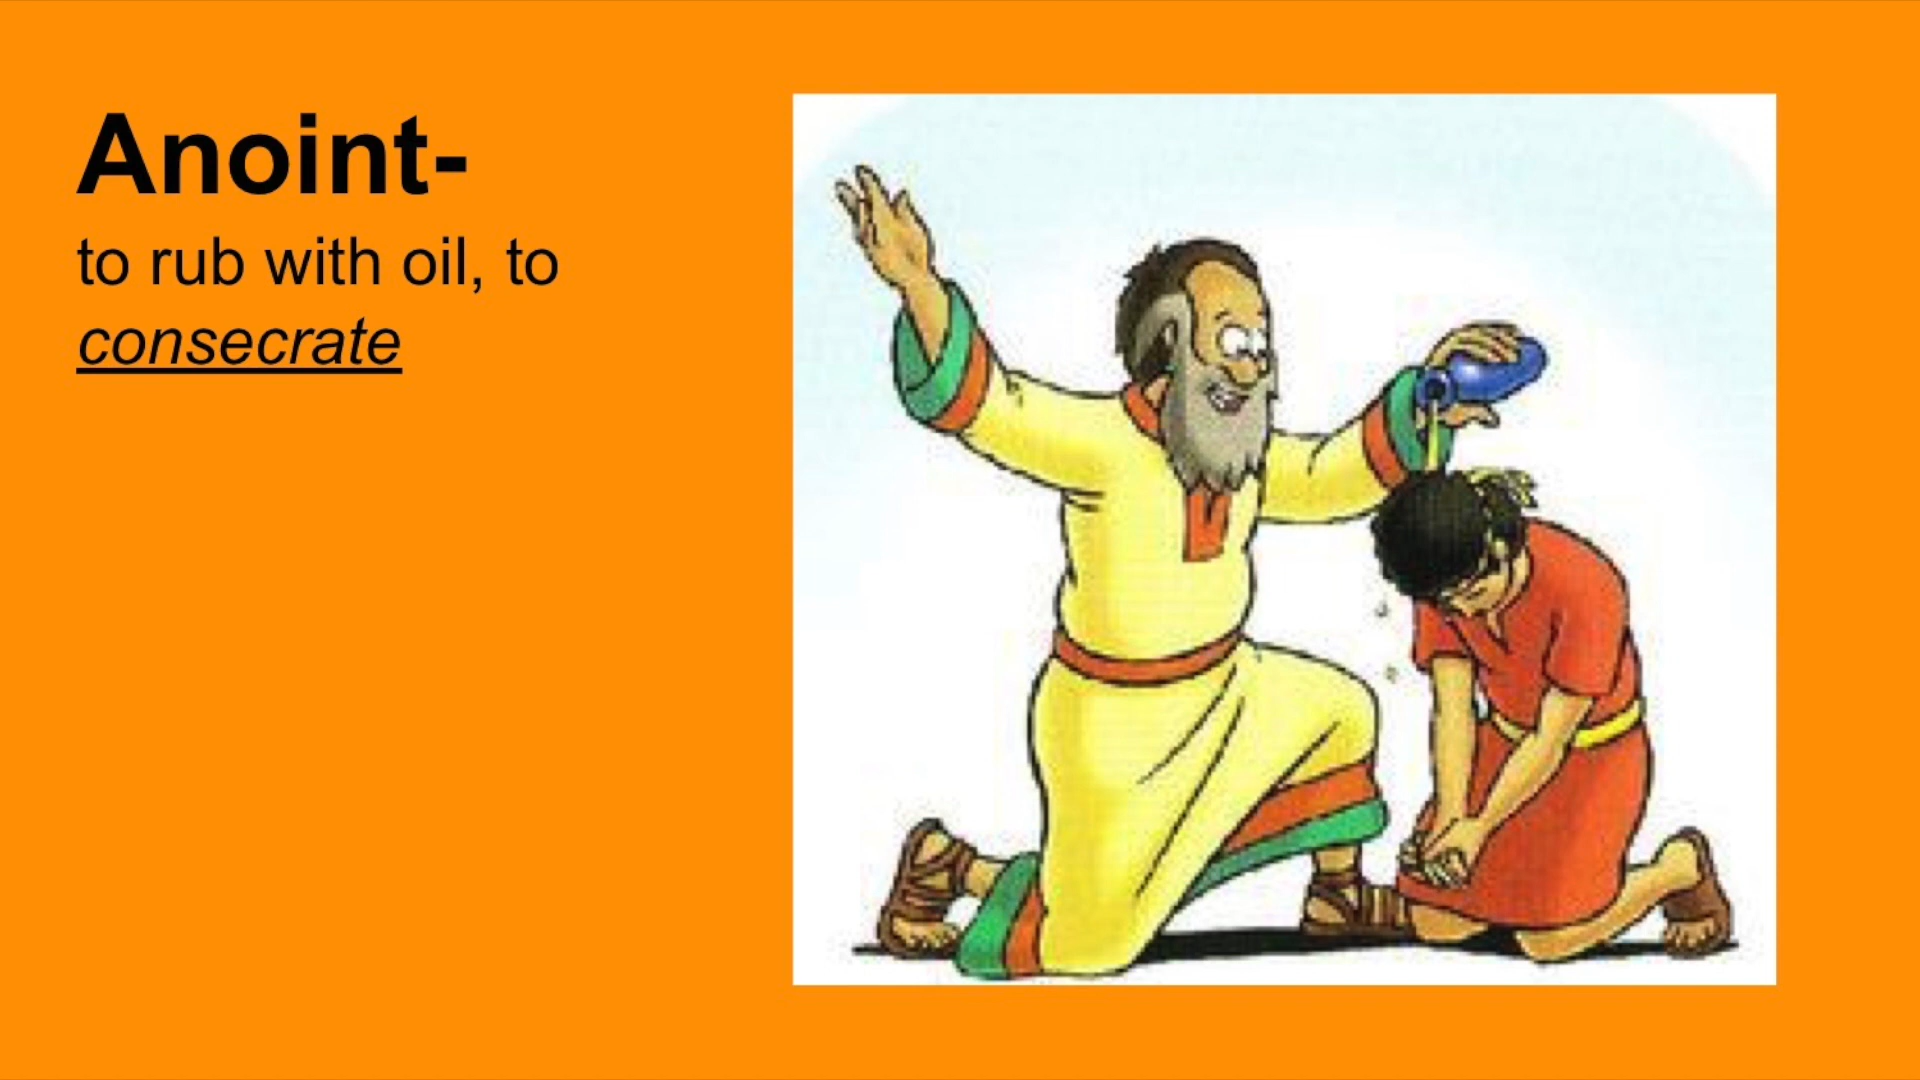 Anoint-
to rub with oil, to
consecrate